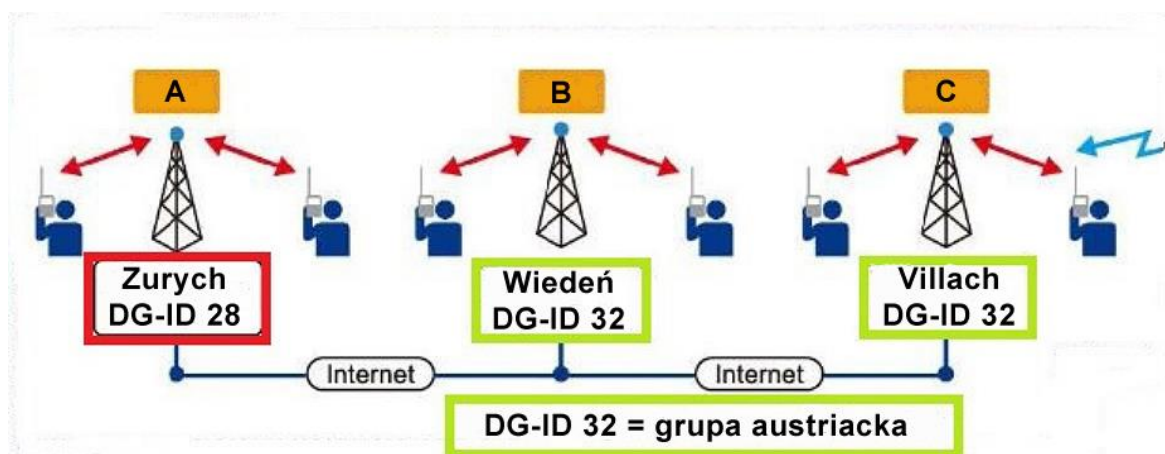 A
B
C
Zurych
DG-ID 28
Wiedeń
DG-ID 32
Villach
DG-ID 32
Internet
Internet
DG-ID 32 = grupa austriacka